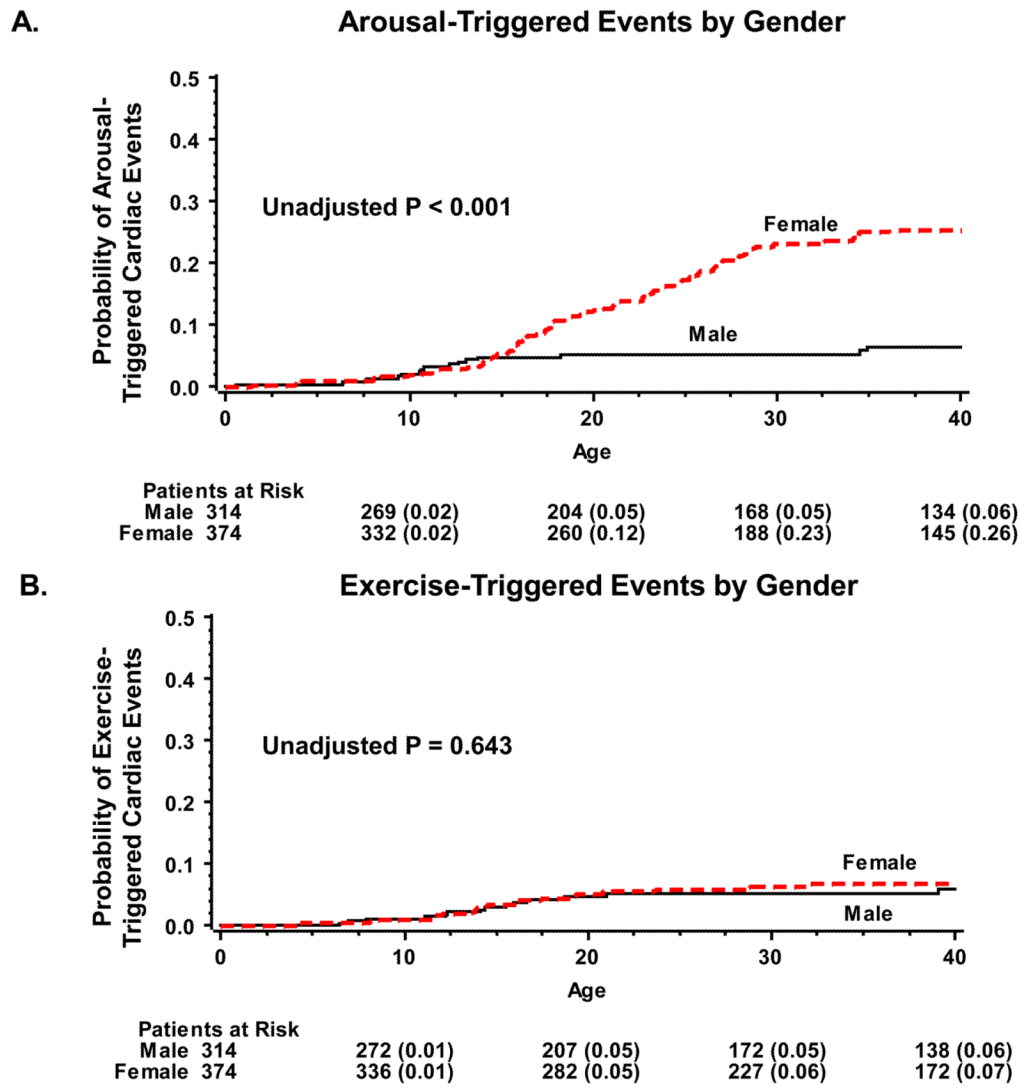 A.
Arousal-Triggered Events by Gender
Probability of Arousal-
Triggered Cardiac Events
0.5
0.4
0.3
0.2
0.1
0.0
Unadjusted P < 0.001
Female
Male
0 10 20 30 40
Age
Patients at Risk
Male 314 269 (0.02) 204 (0.05) 168 (0.05) 134 (0.06)
Female 374 332 (0.02) 260 (0.12) 188 (0.23) 145 (0.26)
B.
Exercise-Triggered Events by Gender
Probability of Exercise-
Triggered Cardiac Events
0.5
0.4
0.3
0.2
0.1
0.0
Unadjusted P = 0.643
Female
Male
0 10 20 30 40
Age
Patients at Risk
Male 314 272 (0.01) 207 (0.05) 172 (0.05) 138 (0.06)
Female 374 336 (0.01) 282 (0.05) 227 (0.06) 172 (0.07)